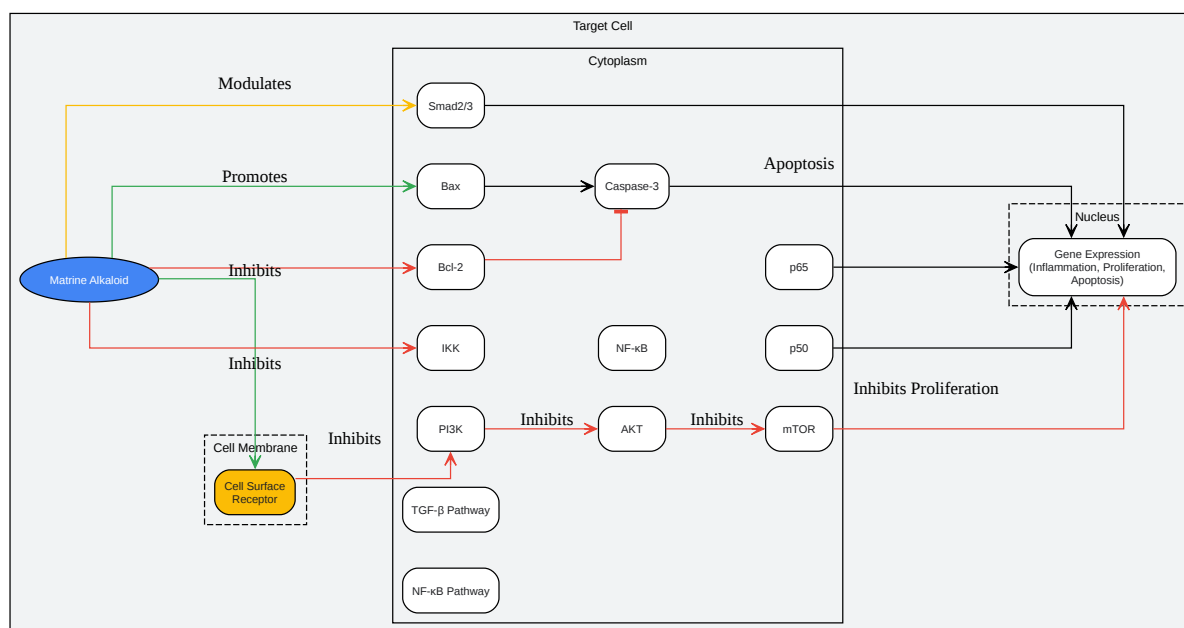 Target Cell
Cytoplasm
Modulates
Smad2/3
Promotes
Bax
Caspase-3
Apoptosis
Nucleus
Matrine Alkaloid
Inhibits
Bcl-2
p65
Gene Expression
(Inflammation, Proliferation,
Apoptosis)
Inhibits
IKK
NF-κB
p50
Inhibits Proliferation
Cell Membrane
Cell Surface
Receptor
Inhibits
PI3K
Inhibits
AKT
Inhibits
mTOR
TGF-β Pathway
NF-κB Pathway